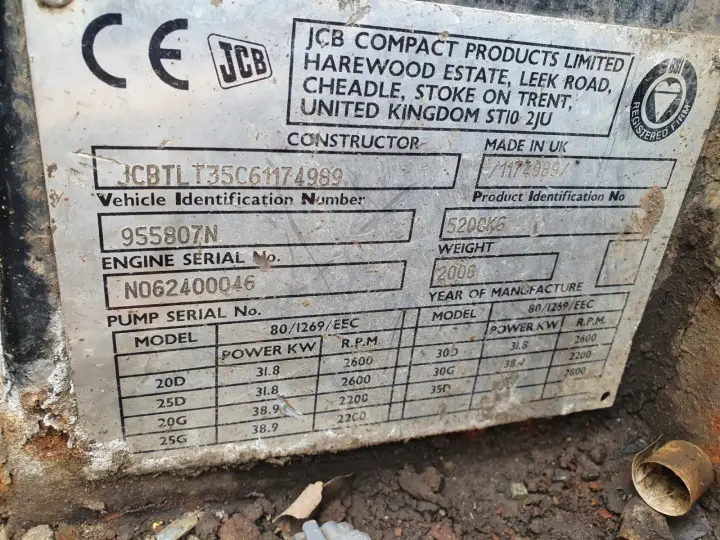 CE JCB
JCB COMPACT PRODUCTS LIMITED
HAREWOOD ESTATE, LEEK ROAD,
CHEADLE, STOKE ON TRENT,
UNITED KINGDOM ST10 2JU
REGISTERED FIRM
CONSTRUCTOR MADE IN UK
JCBTLT35C61174989 /1174989/
Vehicle Identification Number Product Identification No
955807N 5200KG
ENGINE SERIAL No. WEIGHT
N062400046 2006
PUMP SERIAL No. YEAR OF MANUFACTURE
MODEL 80/1269/EEC MODEL 80/1269/EEC
POWER KW R.P.M. POWER KW R.P.M.
20D 31.8 2600 30D 31.8 2600
25D 31.8 2600 30G 38.9 2200
20G 38.9 2200 35D 2800
25G 38.9 2200